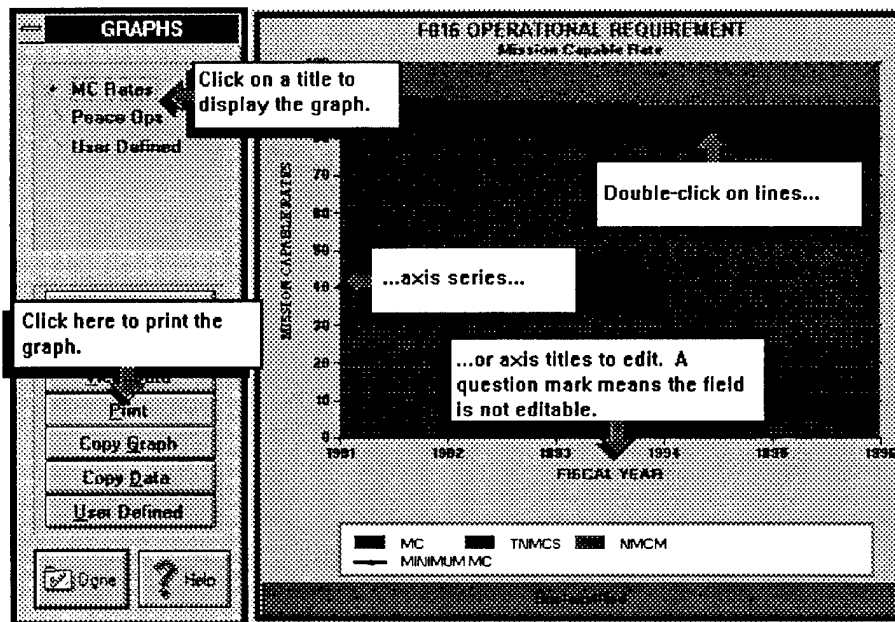 GRAPHS
MC Rates
Peace Ops
User Defined
Click on a title to
display the graph.
Click here to print the
graph.
Print
Copy Graph
Copy Data
User Defined
Done
Help
F016 OPERATIONAL REQUIREMENT
Mission Capable Rate
MISSION CAPABLE RATES
70
60
50
40
30
20
10
0
Double-click on lines...
...axis series...
...or axis titles to edit. A
question mark means the field
is not editable.
1991
1992
1993
1994
1995
1996
FISCAL YEAR
MC
TNMCS
NMCM
MINIMUM MC